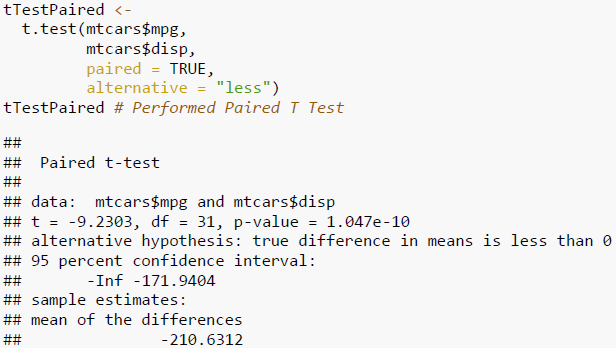 tTestPaired <-
  t.test(mtcars$mpg,
         mtcars$disp,
         paired = TRUE,
         alternative = "less")
tTestPaired # Performed Paired T Test
##
##  Paired t-test
##
## data:  mtcars$mpg and mtcars$disp
## t = -9.2303, df = 31, p-value = 1.047e-10
## alternative hypothesis: true difference in means is less than 0
## 95 percent confidence interval:
##       -Inf -171.9404
## sample estimates:
## mean of the differences
##               -210.6312